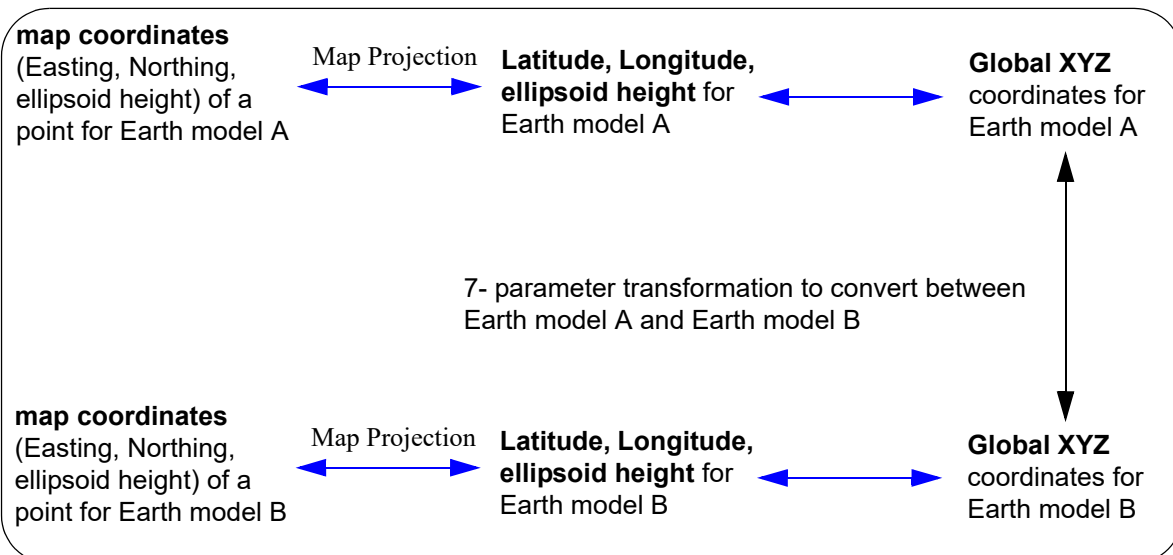 map coordinates
(Easting, Northing,
ellipsoid height) of a
point for Earth model A
Map Projection
Latitude, Longitude,
ellipsoid height for
Earth model A
Global XYZ
coordinates for
Earth model A
7- parameter transformation to convert between
Earth model A and Earth model B
map coordinates
(Easting, Northing,
ellipsoid height) of a
point for Earth model B
Map Projection
Latitude, Longitude,
ellipsoid height for
Earth model B
Global XYZ
coordinates for
Earth model B